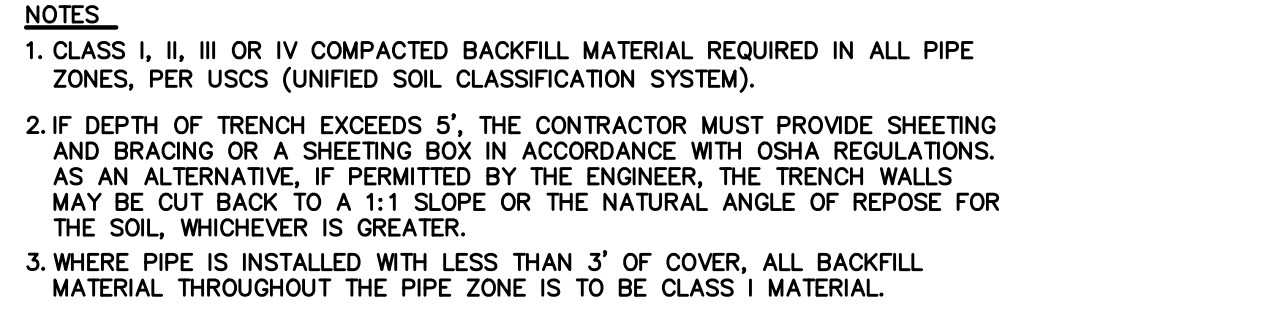 NOTES
1. CLASS I, II, III OR IV COMPACTED BACKFILL MATERIAL REQUIRED IN ALL PIPE
ZONES, PER USCS (UNIFIED SOIL CLASSIFICATION SYSTEM).
2. IF DEPTH OF TRENCH EXCEEDS 5', THE CONTRACTOR MUST PROVIDE SHEETING
AND BRACING OR A SHEETING BOX IN ACCORDANCE WITH OSHA REGULATIONS.
AS AN ALTERNATIVE, IF PERMITTED BY THE ENGINEER, THE TRENCH WALLS
MAY BE CUT BACK TO A 1:1 SLOPE OR THE NATURAL ANGLE OF REPOSE FOR
THE SOIL, WHICHEVER IS GREATER.
3. WHERE PIPE IS INSTALLED WITH LESS THAN 3' OF COVER, ALL BACKFILL
MATERIAL THROUGHOUT THE PIPE ZONE IS TO BE CLASS I MATERIAL.